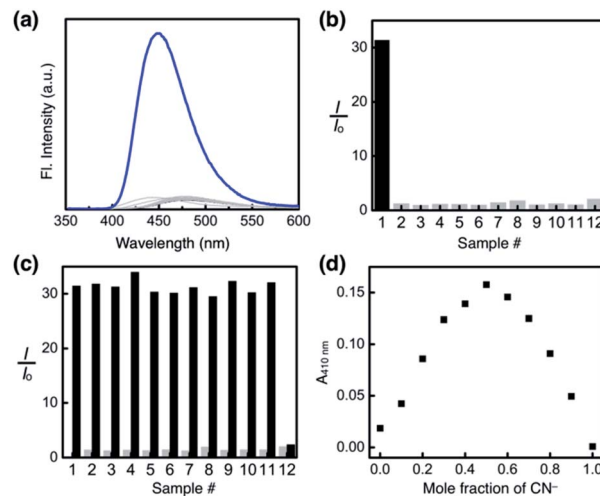 (a)
Fl. Intensity (a.u.)
350 400 450 500 550 600
Wavelength (nm)
(b)
I/Io
30
20
10
0
1 2 3 4 5 6 7 8 9 10 11 12
Sample #
(c)
I/Io
30
20
10
0
1 2 3 4 5 6 7 8 9 10 11 12
Sample #
(d)
A410 nm
0.15
0.10
0.05
0.00
0.0 0.2 0.4 0.6 0.8 1.0
Mole fraction of CN⁻